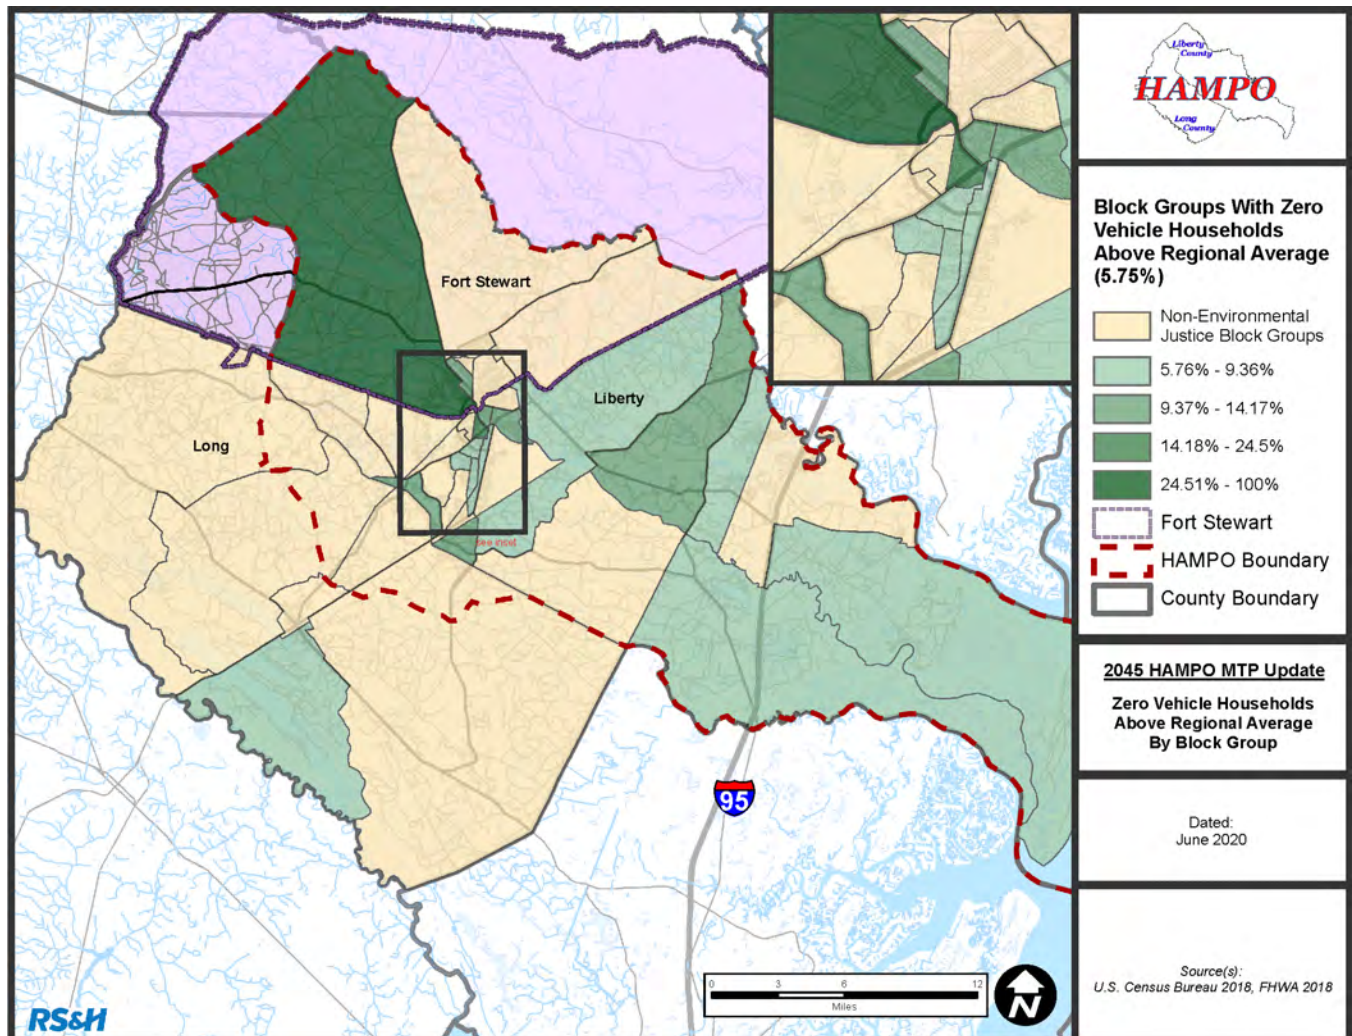 Fort Stewart
Liberty
Long
see inset
95
0 3 6 12
Miles
N
RS&H
Liberty
County
HAMPO
Long
County
Block Groups With Zero
Vehicle Households
Above Regional Average
(5.75%)
Non-Environmental
Justice Block Groups
5.76% - 9.36%
9.37% - 14.17%
14.18% - 24.5%
24.51% - 100%
Fort Stewart
HAMPO Boundary
County Boundary
2045 HAMPO MTP Update
Zero Vehicle Households
Above Regional Average
By Block Group
Dated:
June 2020
Source(s):
U.S. Census Bureau 2018, FHWA 2018